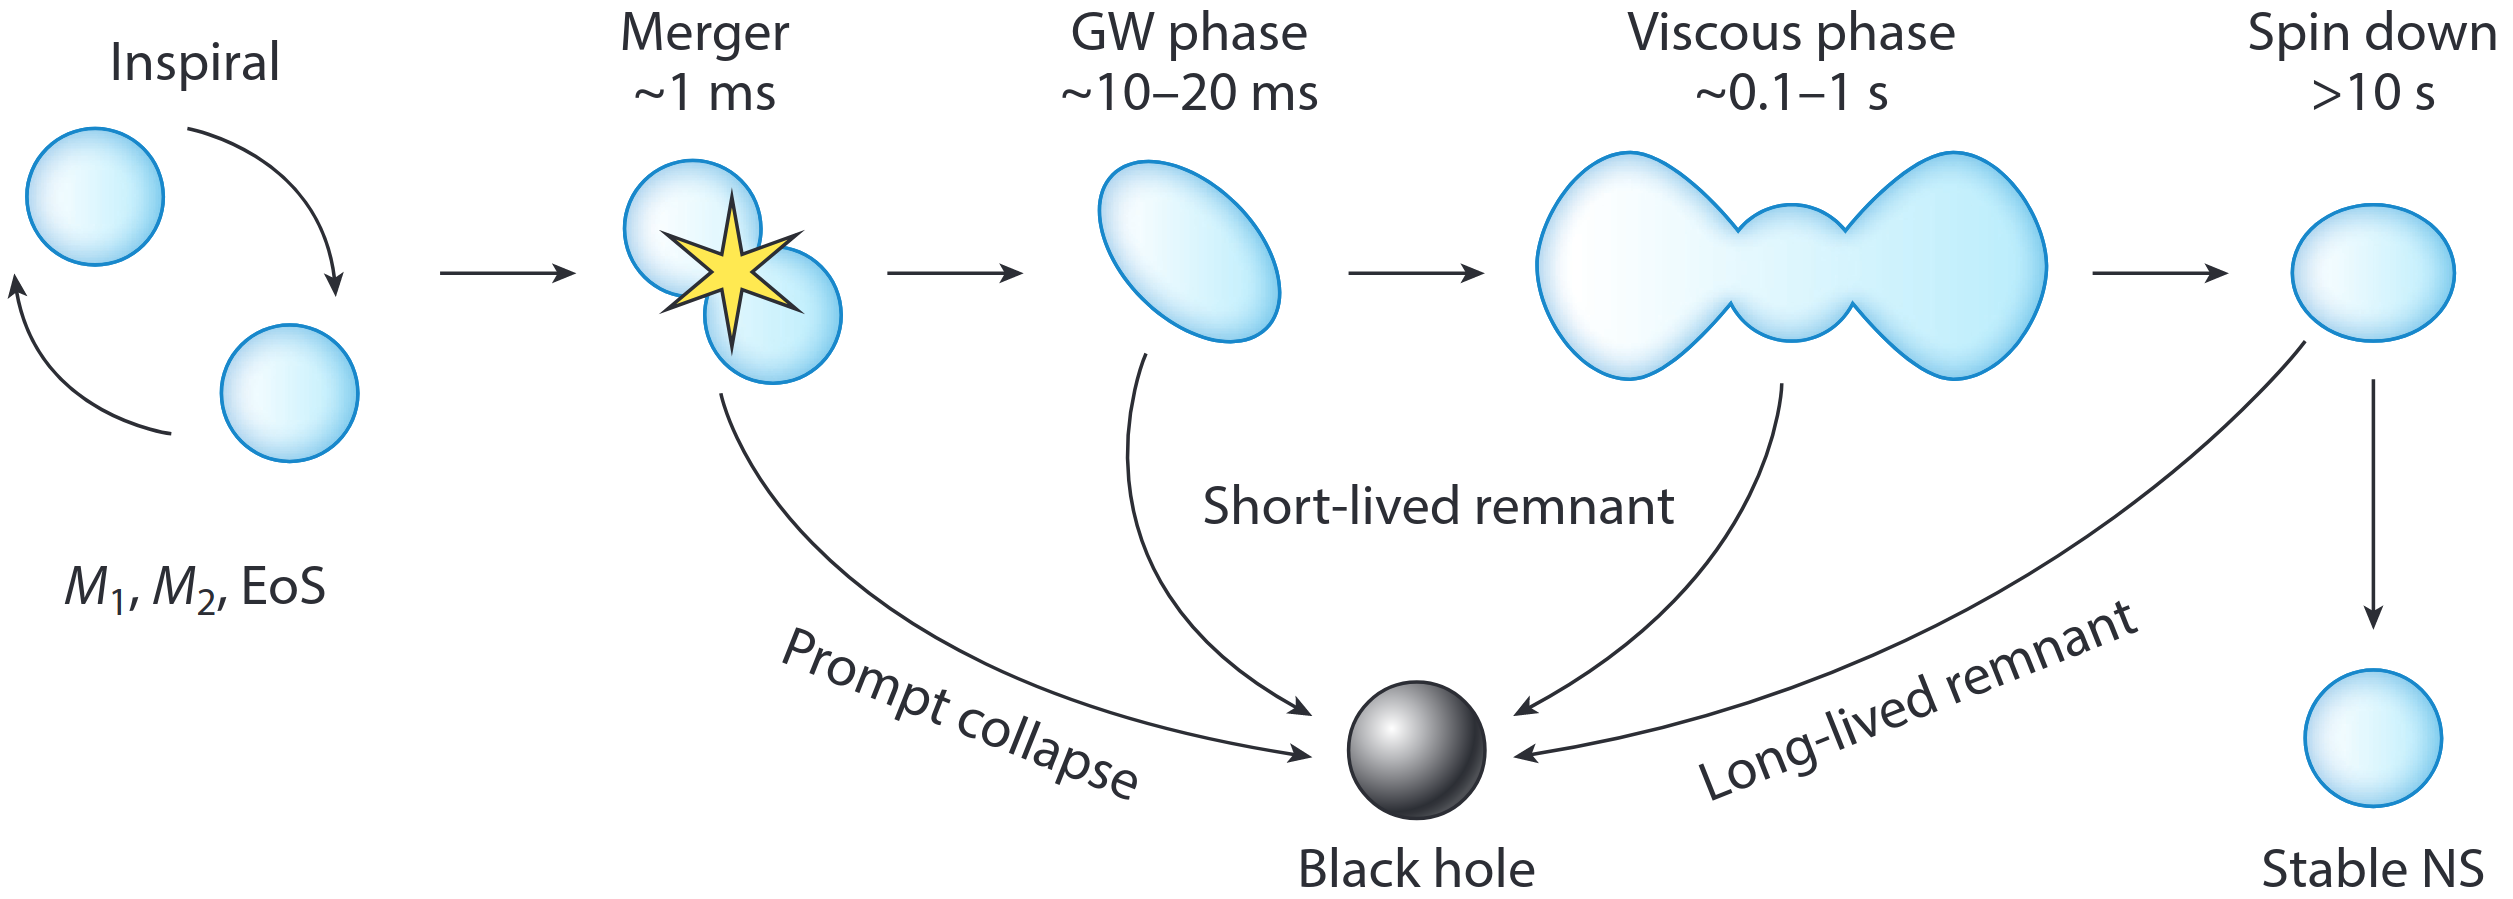 Inspiral
Merger
~1 ms
GW phase
~10–20 ms
Viscous phase
~0.1–1 s
Spin down
>10 s
Short-lived remnant
M1, M2, EoS
Prompt collapse
Long-lived remnant
Black hole
Stable NS